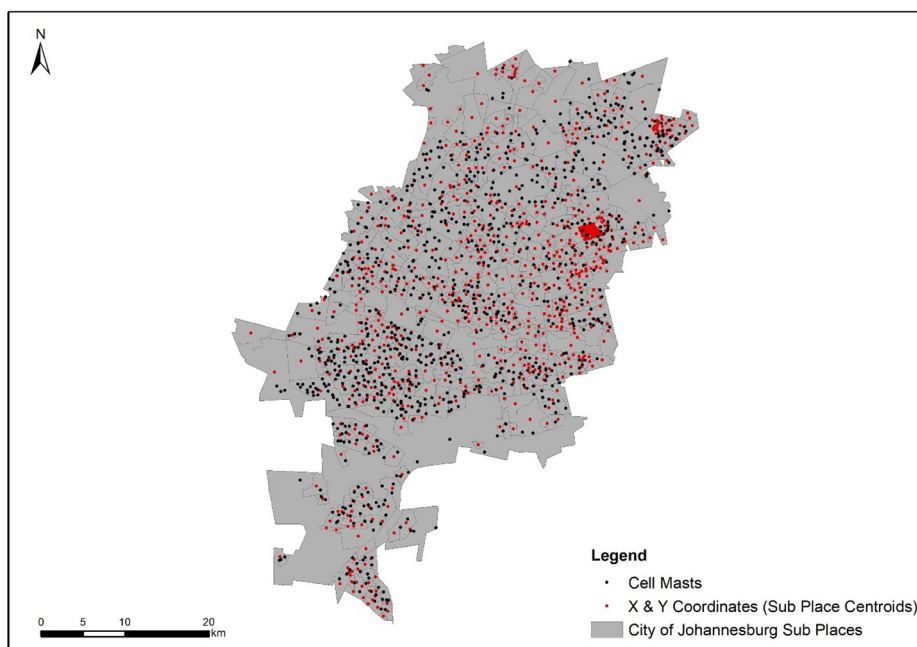 N
Legend
Cell Masts
X & Y Coordinates (Sub Place Centroids)
City of Johannesburg Sub Places
0 5 10 20
km